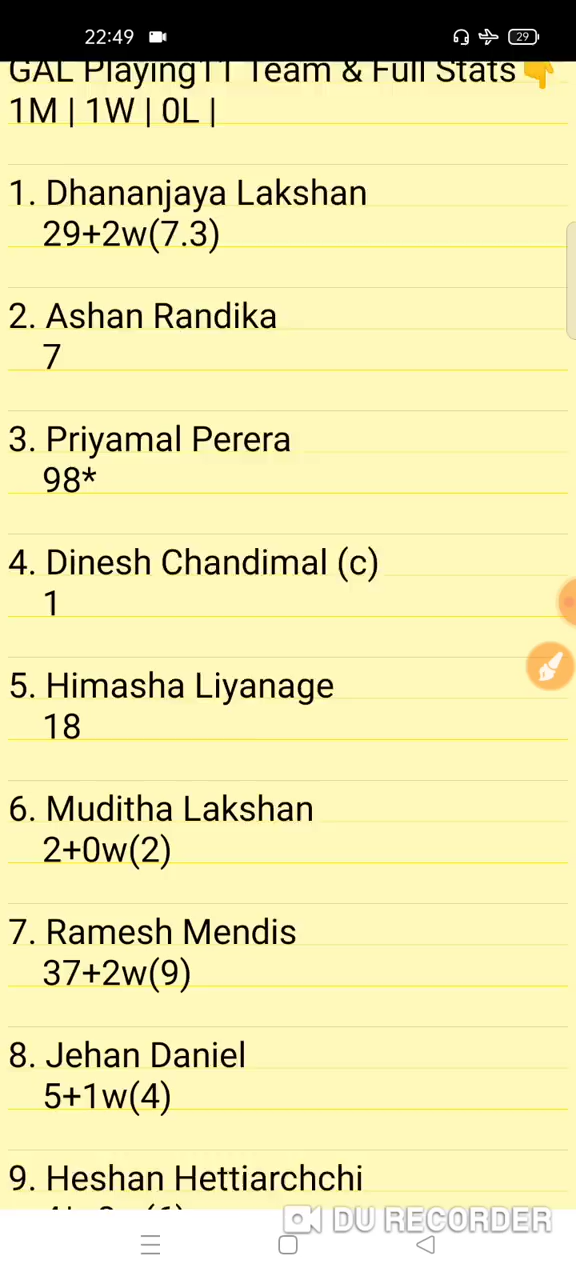 22:49
29
GAL Playing11 Team & Full Stats👇
1M | 1W | 0L |
1. Dhananjaya Lakshan
29+2w(7.3)
2. Ashan Randika
7
3. Priyamal Perera
98*
4. Dinesh Chandimal (c)
1
5. Himasha Liyanage
18
6. Muditha Lakshan
2+0w(2)
7. Ramesh Mendis
37+2w(9)
8. Jehan Daniel
5+1w(4)
9. Heshan Hettiarchchi
DU RECORDER